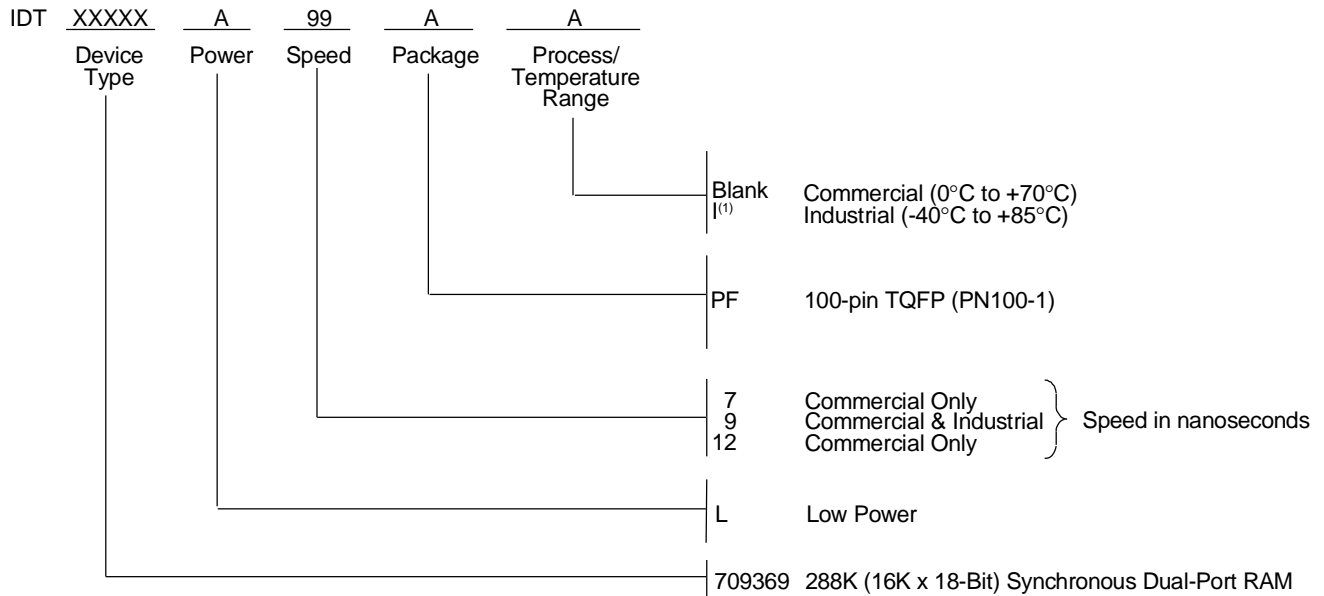 IDT XXXXX A 99 A A
Device Type Power Speed Package Process/ Temperature Range
Blank Commercial (0°C to +70°C)
I(1) Industrial (-40°C to +85°C)
PF 100-pin TQFP (PN100-1)
7 Commercial Only
9 Commercial & Industrial Speed in nanoseconds
12 Commercial Only
L Low Power
709369 288K (16K x 18-Bit) Synchronous Dual-Port RAM